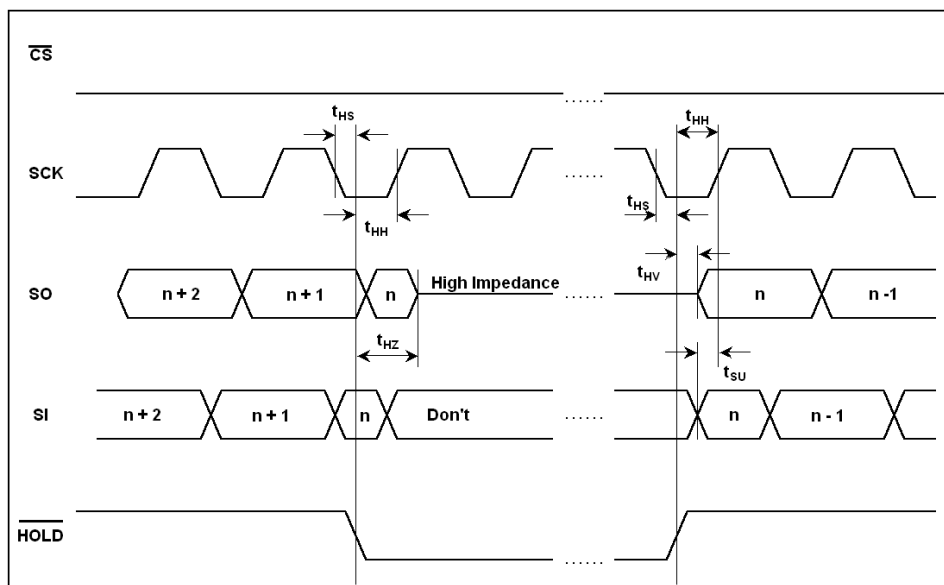 CS
......
tHS
tHH
SCK
......
tHS
tHH
tHV
SO
n + 2
n + 1
n
High Impedance
......
n
n -1
tHZ
tSU
SI
n + 2
n + 1
n
Don't
......
n
n - 1
HOLD
......